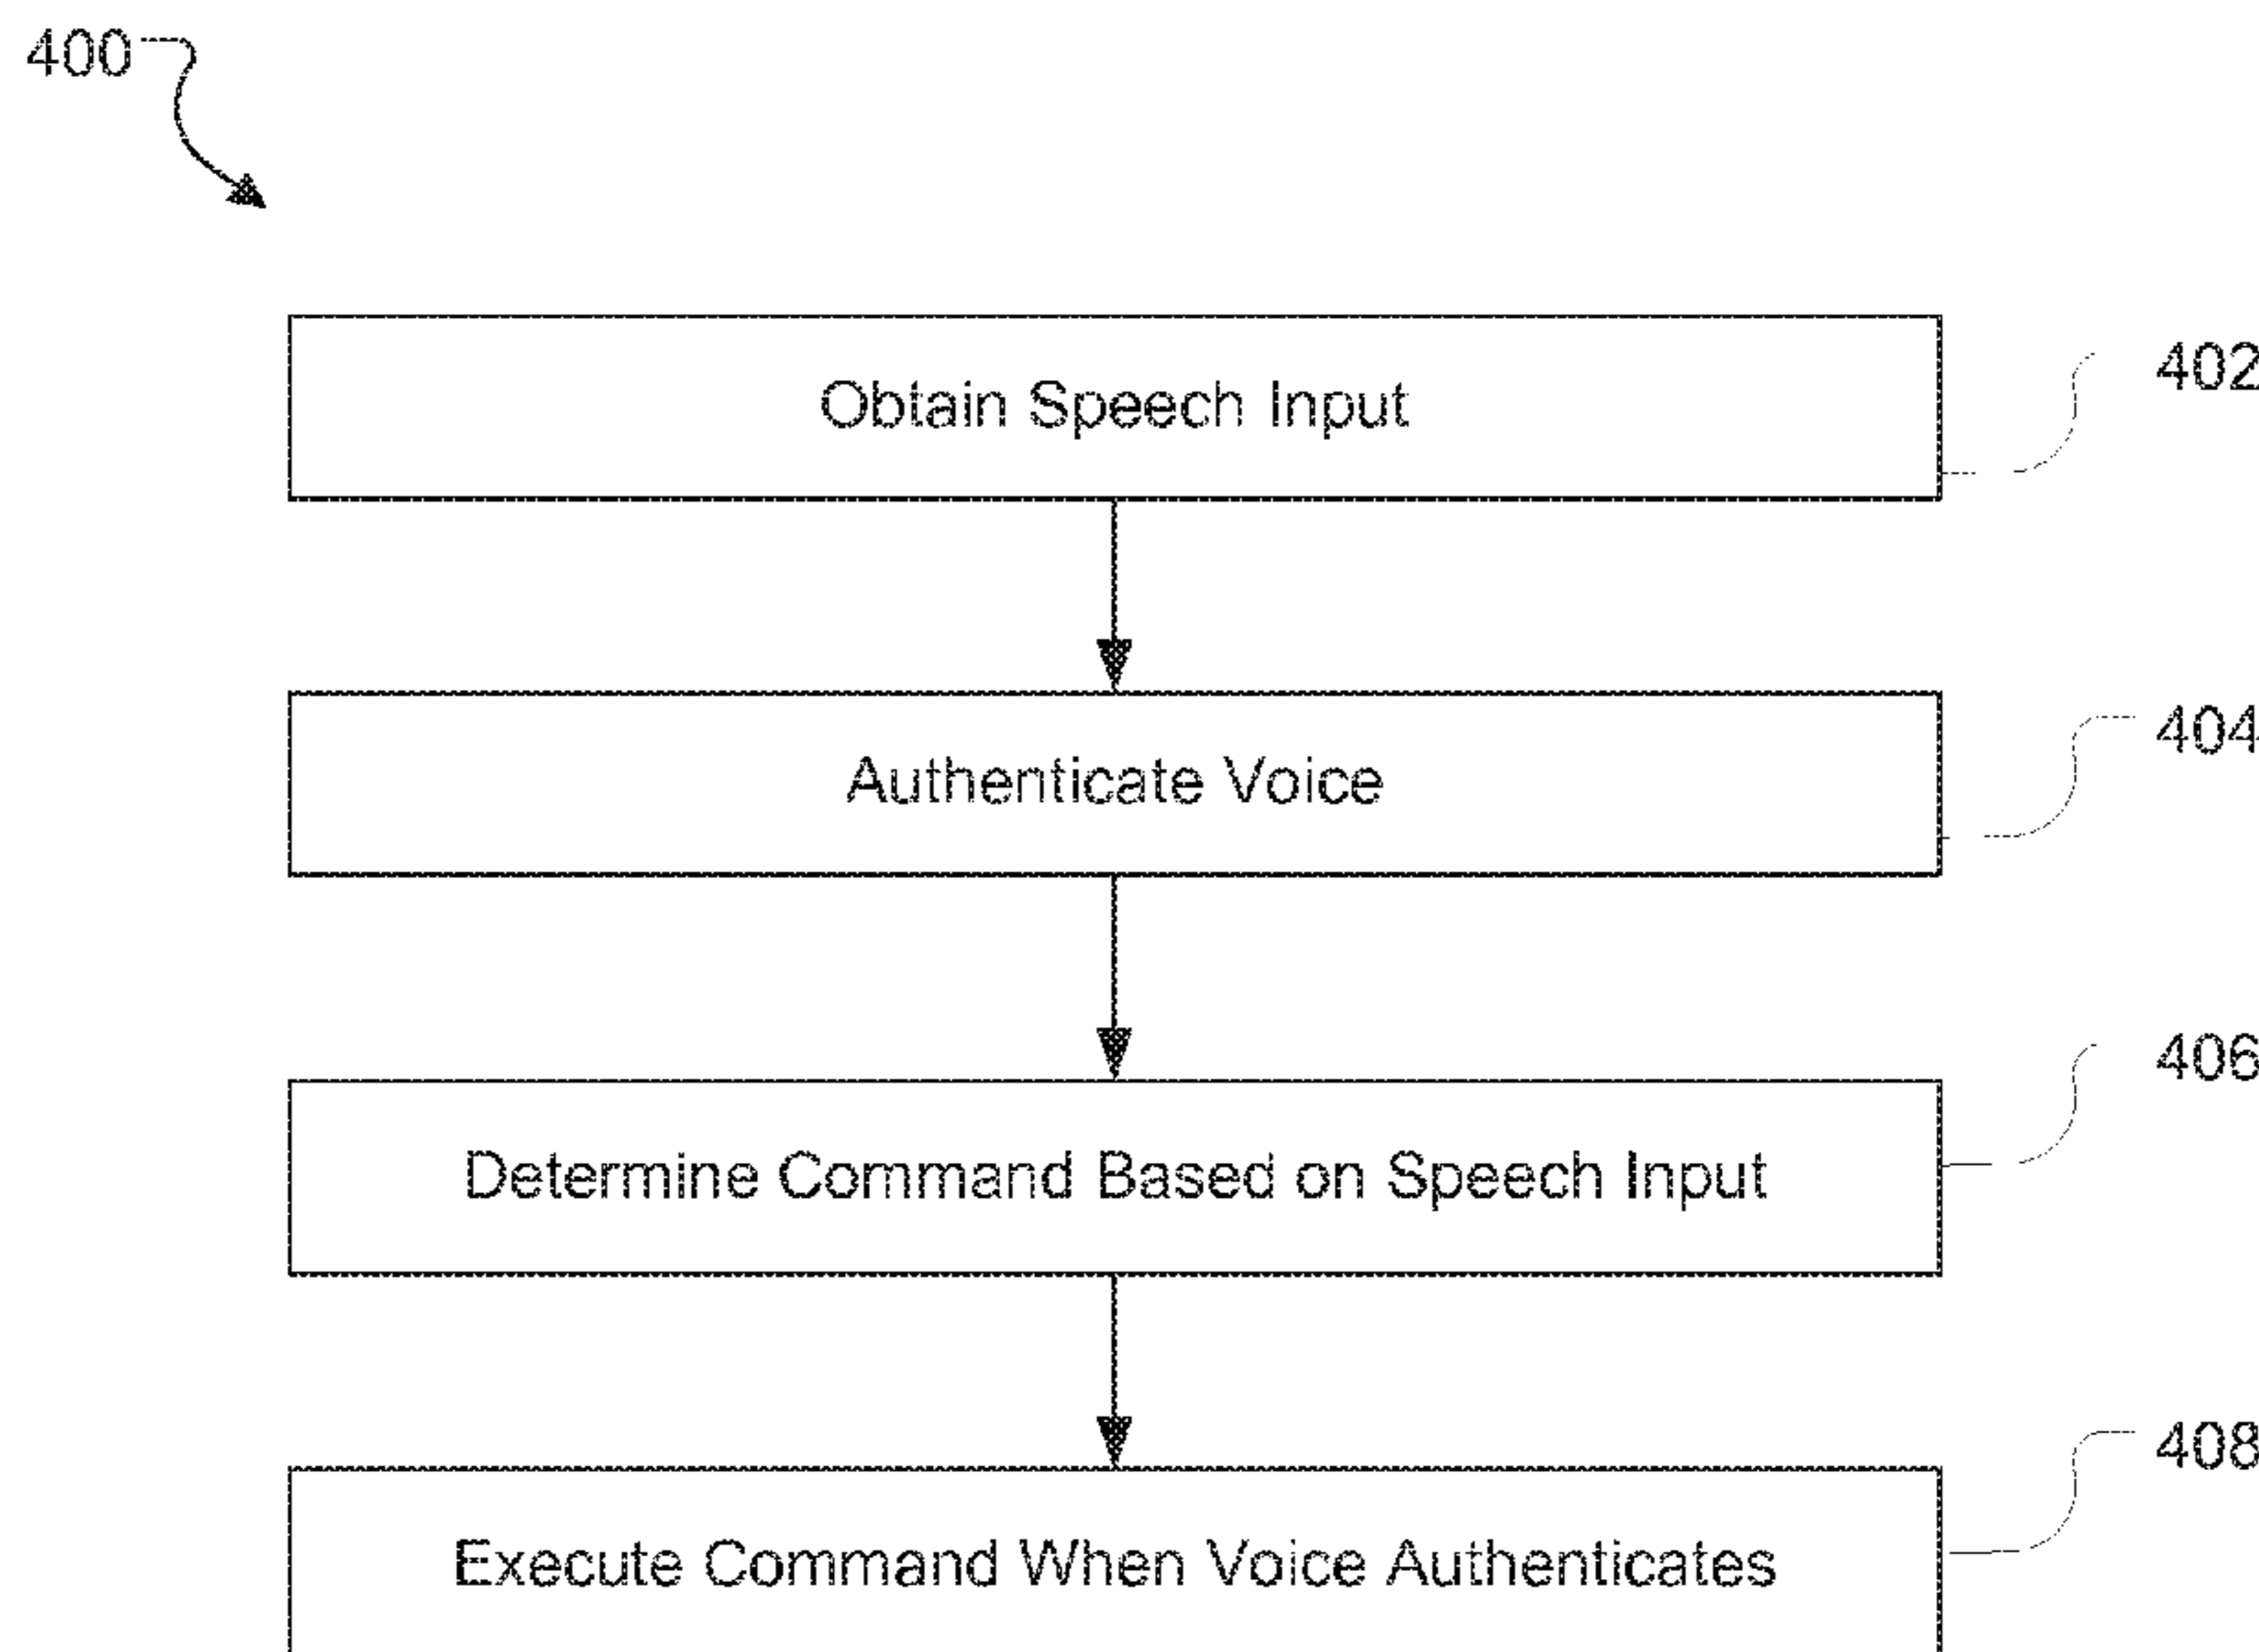 400
Obtain Speech Input
402
Authenticate Voice
404
Determine Command Based on Speech Input
406
Execute Command When Voice Authenticates
408